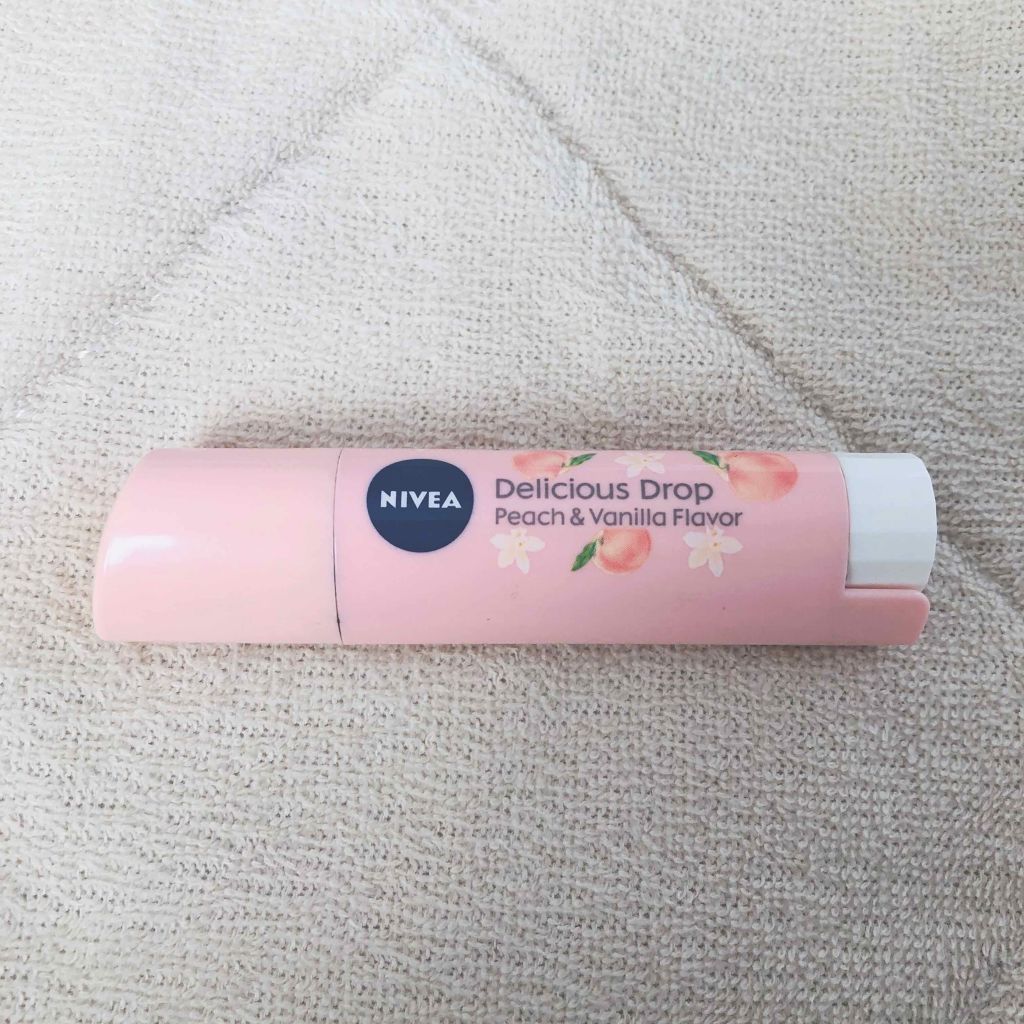 NIVEA
Delicious Drop
Peach & Vanilla Flavor